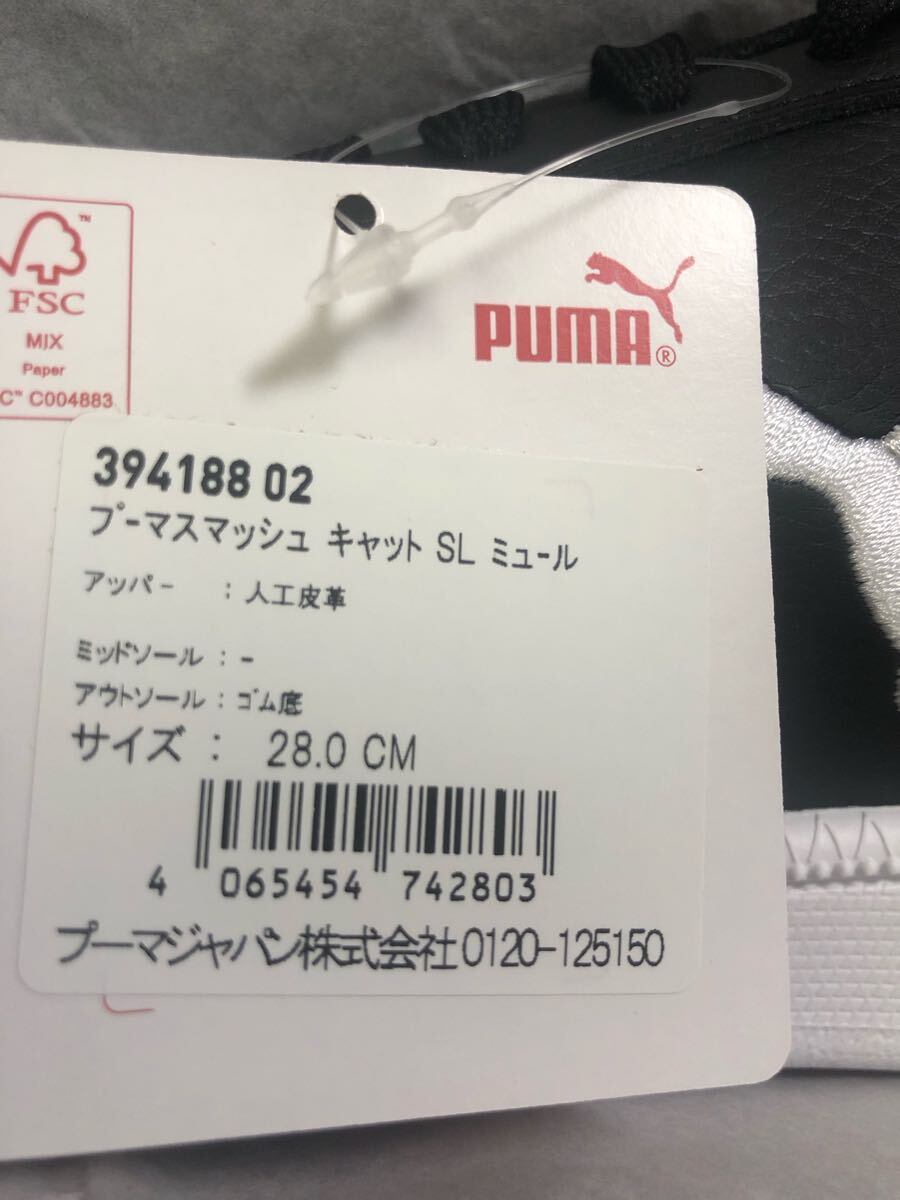 FSC™
MIX
Paper
C™ C004883
PUMA®
394188 02
プーマスマッシュ キャット SL ミュール
アッパー : 人工皮革
ミッドソール : -
アウトソール : ゴム底
サイズ : 28.0 CM
4 065454 742803
プーマジャパン株式会社0120-125150